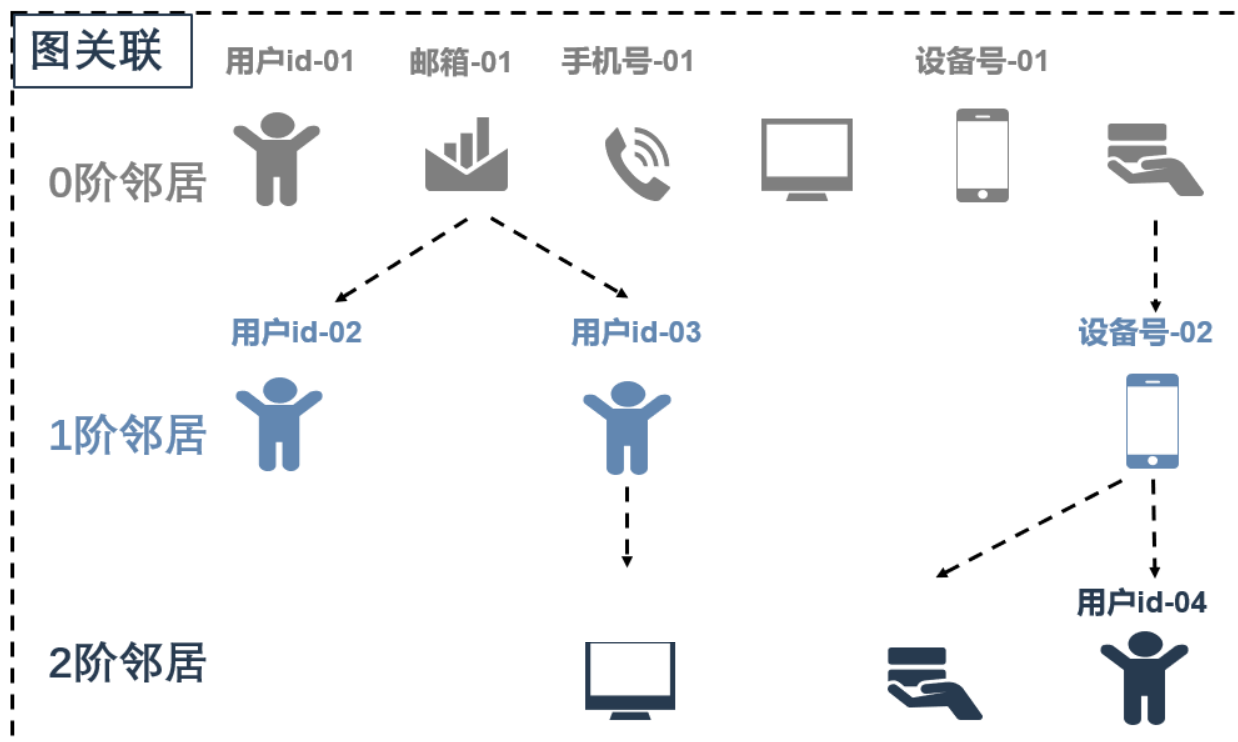 图关联
用户id-01
邮箱-01
手机号-01
设备号-01
0阶邻居
用户id-02
用户id-03
设备号-02
1阶邻居
用户id-04
2阶邻居